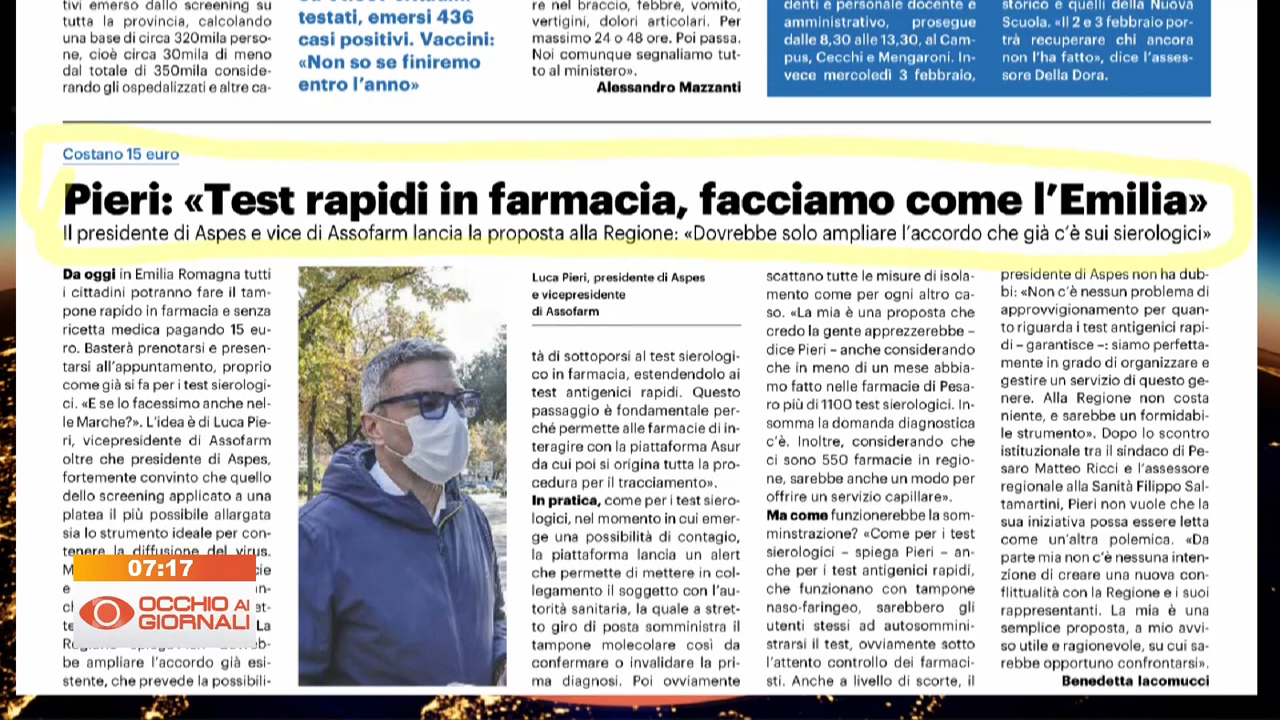 tivi emerso dallo screening su
tutta la provincia, calcolando
una base di circa 320mila perso-
ne, cioè circa 30mila di meno
dal totale di 350mila conside-
rando gli ospedalizzati e altre ca-
testati, emersi 436
casi positivi. Vaccini:
«Non so se finiremo
entro l'anno»
re nel braccio, febbre, vomito,
vertigini, dolori articolari. Per
massimo 24 o 48 ore. Poi passa.
Noi comunque segnaliamo tut-
to al ministero».
Alessandro Mazzanti
denti e personale docente e
amministrativo, prosegue
dalle 8,30 alle 13,30, al Cam-
pus, Cecchi e Mengaroni. In-
vece mercoledì 3 febbraio,
storico e quelli della Nuova
Scuola. «Il 2 e 3 febbraio por-
trà recuperare chi ancora
non l'ha fatto», dice l'asses-
sore Della Dora.
Costano 15 euro
Pieri: «Test rapidi in farmacia, facciamo come l'Emilia»
Il presidente di Aspes e vice di Assofarm lancia la proposta alla Regione: «Dovrebbe solo ampliare l'accordo che già c'è sui sierologici»
Da oggi in Emilia Romagna tutti
i cittadini potranno fare il tam-
pone rapido in farmacia e senza
ricetta medica pagando 15 eu-
ro. Basterà prenotarsi e presen-
tarsi all'appuntamento, proprio
come già si fa per i test sierologi-
ci. «E se lo facessimo anche nel-
le Marche?». L'idea è di Luca Pie-
ri, vicepresidente di Assofarm
oltre che presidente di Aspes,
fortemente convinto che quello
dello screening applicato a una
platea il più possibile allargata
sia lo strumento ideale per con-
tenere la diffusione del virus.
07:17
OCCHIO AI
GIORNALI
La
be ampliare l'accordo già esi-
stente, che prevede la possibili-
Luca Pieri, presidente di Aspes
e vicepresidente
di Assofarm
tà di sottoporsi al test sierologi-
co in farmacia, estendendolo ai
test antigenici rapidi. Questo
passaggio è fondamentale per-
ché permette alle farmacie di in-
teragire con la piattaforma Asur
da cui poi si origina tutta la pro-
cedura per il tracciamento».
In pratica, come per i test siero-
logici, nel momento in cui emer-
ge una possibilità di contagio,
la piattaforma lancia un alert
che permette di mettere in col-
legamento il soggetto con l'au-
torità sanitaria, la quale a stret-
to giro di posta somministra il
tampone molecolare così da
confermare o invalidare la pri-
ma diagnosi. Poi ovviamente
scattano tutte le misure di isola-
mento come per ogni altro ca-
so. «La mia è una proposta che
credo la gente apprezzerebbe –
dice Pieri – anche considerando
che in meno di un mese abbia-
mo fatto nelle farmacie di Pesa-
ro più di 1100 test sierologici. In-
somma la domanda diagnostica
c'è. Inoltre, considerando che
ci sono 550 farmacie in regio-
ne, sarebbe anche un modo per
offrire un servizio capillare».
Ma come funzionerebbe la som-
minstrazione? «Come per i test
sierologici – spiega Pieri – an-
che per i test antigenici rapidi,
che funzionano con tampone
naso-faringeo, sarebbero gli
utenti stessi ad autosommini-
strarsi il test, ovviamente sotto
l'attento controllo dei farmaci-
sti. Anche a livello di scorte, il
presidente di Aspes non ha dub-
bi: «Non c'è nessun problema di
approvvigionamento per quan-
to riguarda i test antigenici rapi-
di – garantisce –: siamo perfetta-
mente in grado di organizzare e
gestire un servizio di questo ge-
nere. Alla Regione non costa
niente, e sarebbe un formidabi-
le strumento». Dopo lo scontro
istituzionale tra il sindaco di Pe-
saro Matteo Ricci e l'assessore
regionale alla Sanità Filippo Sal-
tamartini, Pieri non vuole che la
sua iniziativa possa essere letta
come un'altra polemica. «Da
parte mia non c'è nessuna inten-
zione di creare una nuova con-
flittualità con la Regione e i suoi
rappresentanti. La mia è una
semplice proposta, a mio avvi-
so utile e ragionevole, su cui sa-
rebbe opportuno confrontarsi».
Benedetta Iacomucci